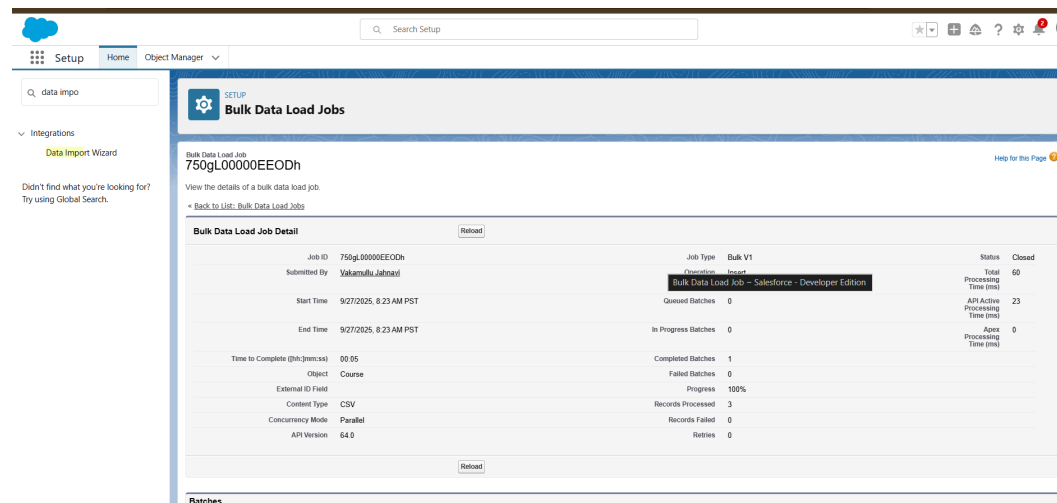 Search Setup
2
Setup
Home
Object Manager
data impo
Integrations
Data Import Wizard
Didn't find what you're looking for?
Try using Global Search.
SETUP
Bulk Data Load Jobs
Bulk Data Load Job
750gL00000EEODh
Help for this Page ?
View the details of a bulk data load job.
« Back to List: Bulk Data Load Jobs
Bulk Data Load Job Detail
Reload
Job ID 750gL00000EEODh Job Type Bulk V1 Status Closed
Submitted By Vakamullu Jahnavi Operation Insert Total Processing Time (ms) 60
Bulk Data Load Job ~ Salesforce - Developer Edition
Start Time 9/27/2025, 8:23 AM PST Queued Batches 0 API Active Processing Time (ms) 23
End Time 9/27/2025, 8:23 AM PST In Progress Batches 0 Apex Processing Time (ms) 0
Time to Complete ([hh:]mm:ss) 00:05 Completed Batches 1
Object Course Failed Batches 0
External ID Field Progress 100%
Content Type CSV Records Processed 3
Concurrency Mode Parallel Records Failed 0
API Version 64.0 Retries 0
Reload
Batches